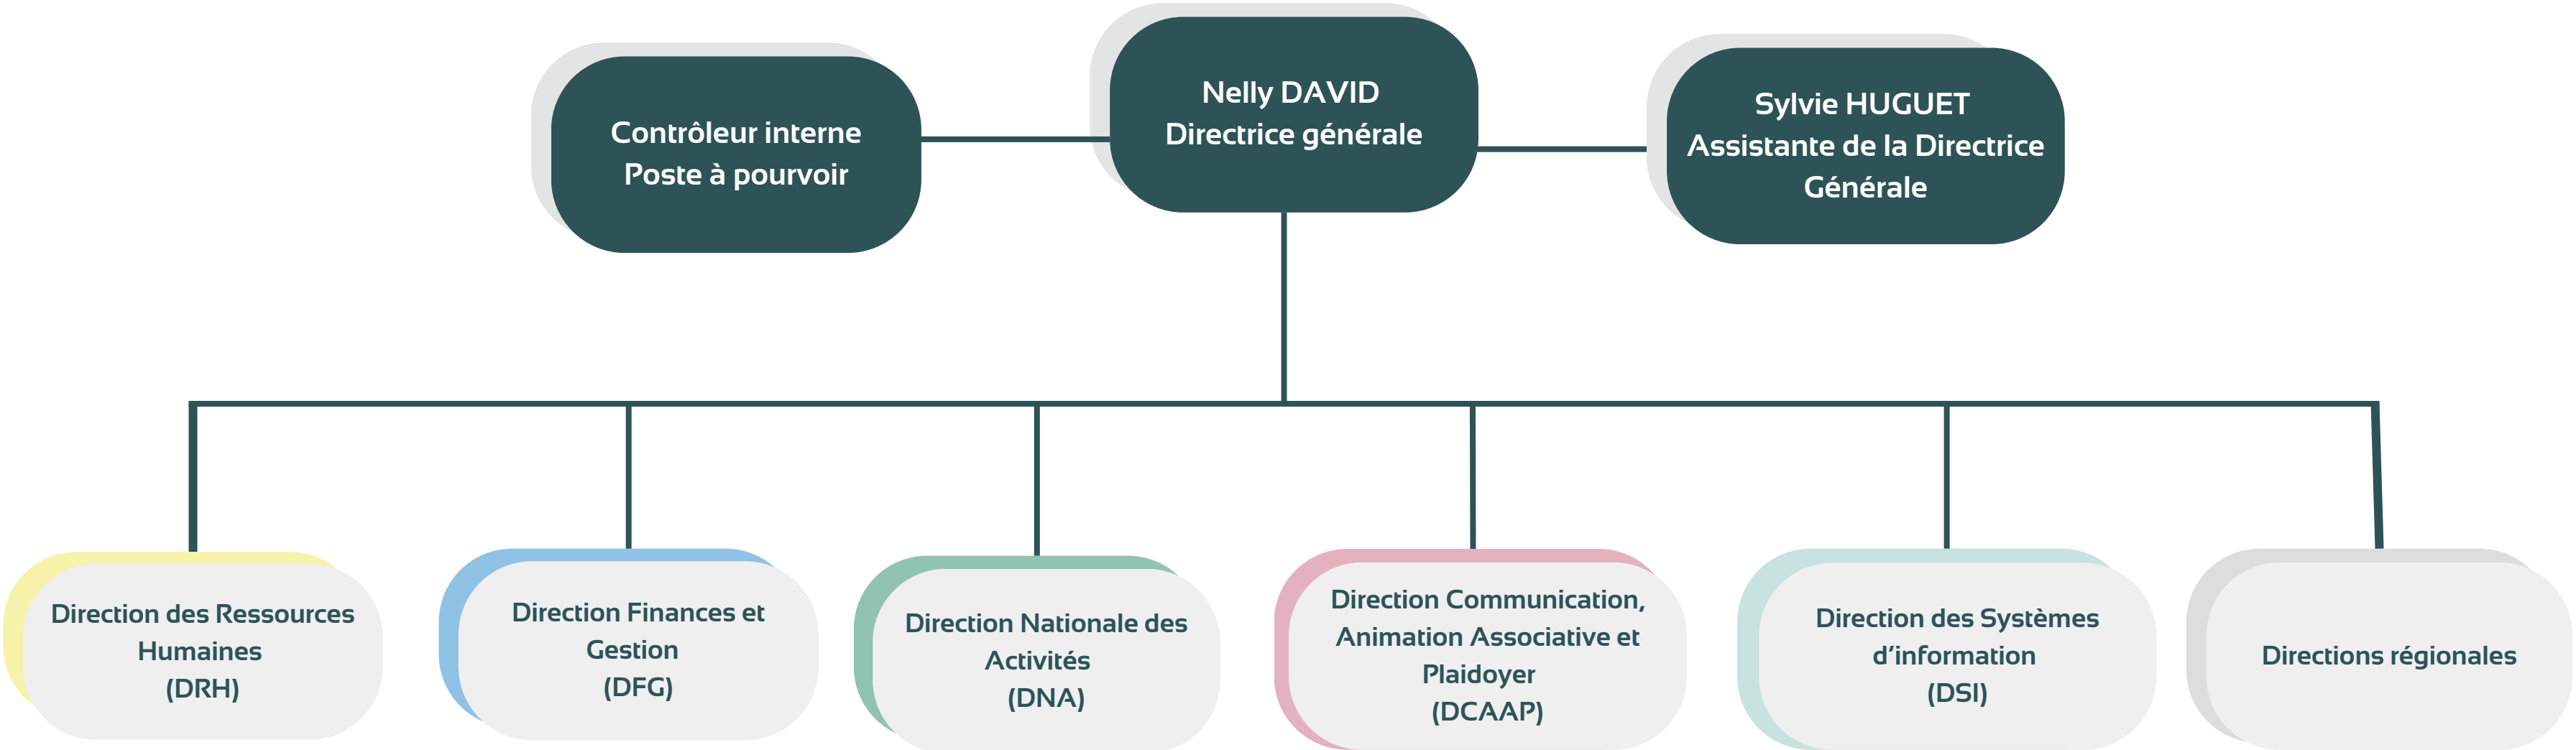 Contrôleur interne
Poste à pourvoir
Nelly DAVID
Directrice générale
Sylvie HUGUET
Assistante de la Directrice
Générale
Direction des Ressources
Humaines
(DRH)
Direction Finances et
Gestion
(DFG)
Direction Nationale des
Activités
(DNA)
Direction Communication,
Animation Associative et
Plaidoyer
(DCAAP)
Direction des Systèmes
d’information
(DSI)
Directions régionales